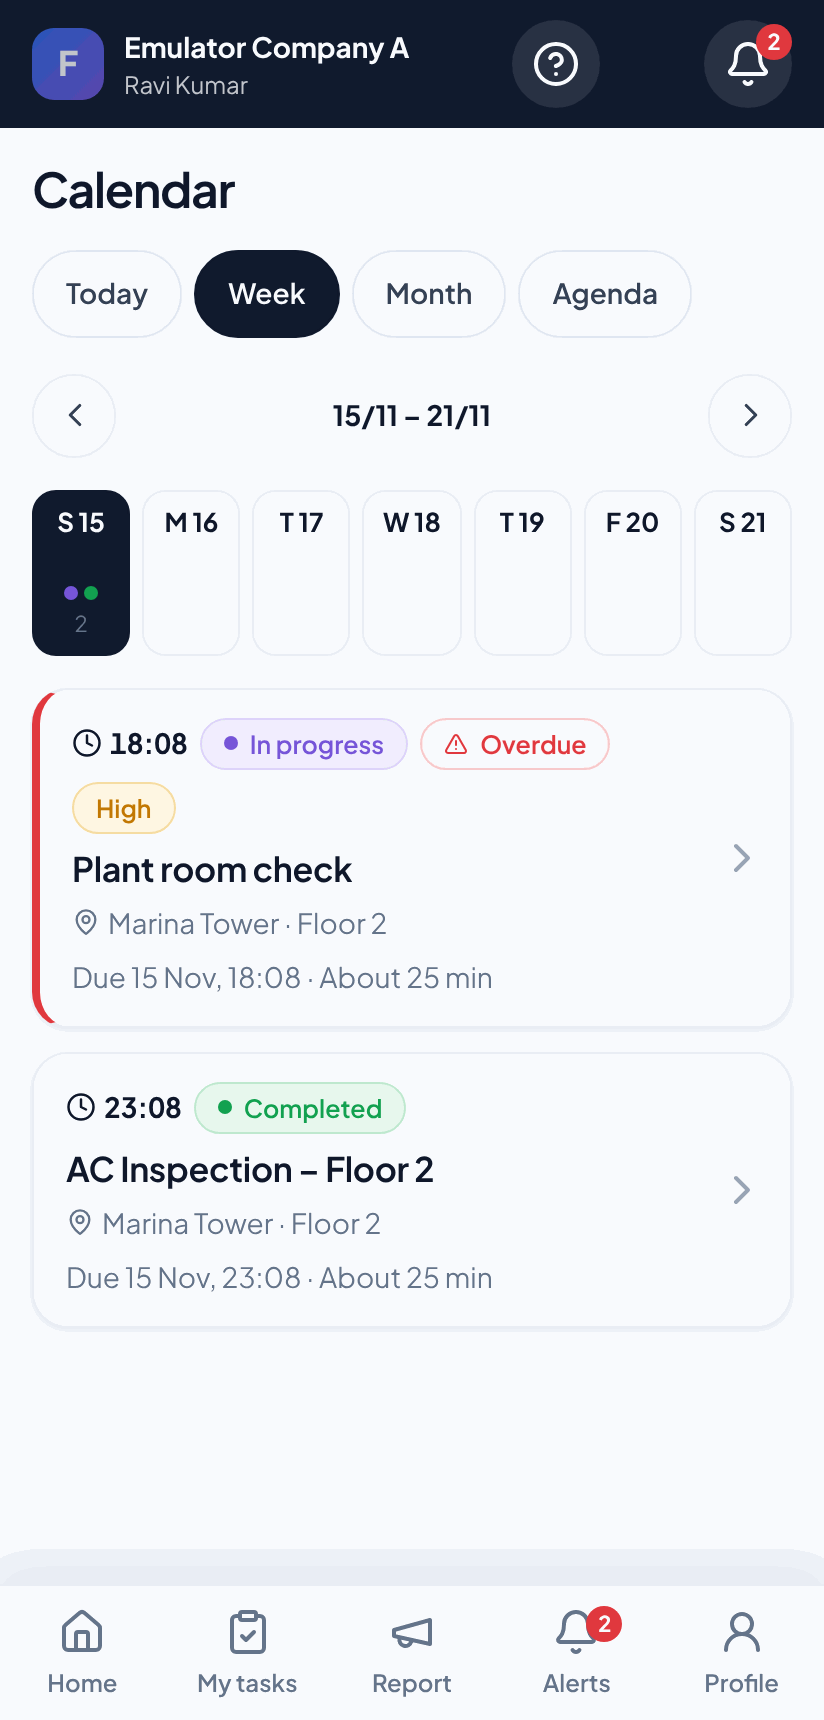 F
Emulator Company A
Ravi Kumar
2
Calendar
Today Week Month Agenda
15/11 – 21/11
S 15 M 16 T 17 W 18 T 19 F 20 S 21
2
18:08 In progress Overdue
High
Plant room check
Marina Tower · Floor 2
Due 15 Nov, 18:08 · About 25 min
23:08 Completed
AC Inspection – Floor 2
Marina Tower · Floor 2
Due 15 Nov, 23:08 · About 25 min
2
Home My tasks Report Alerts Profile